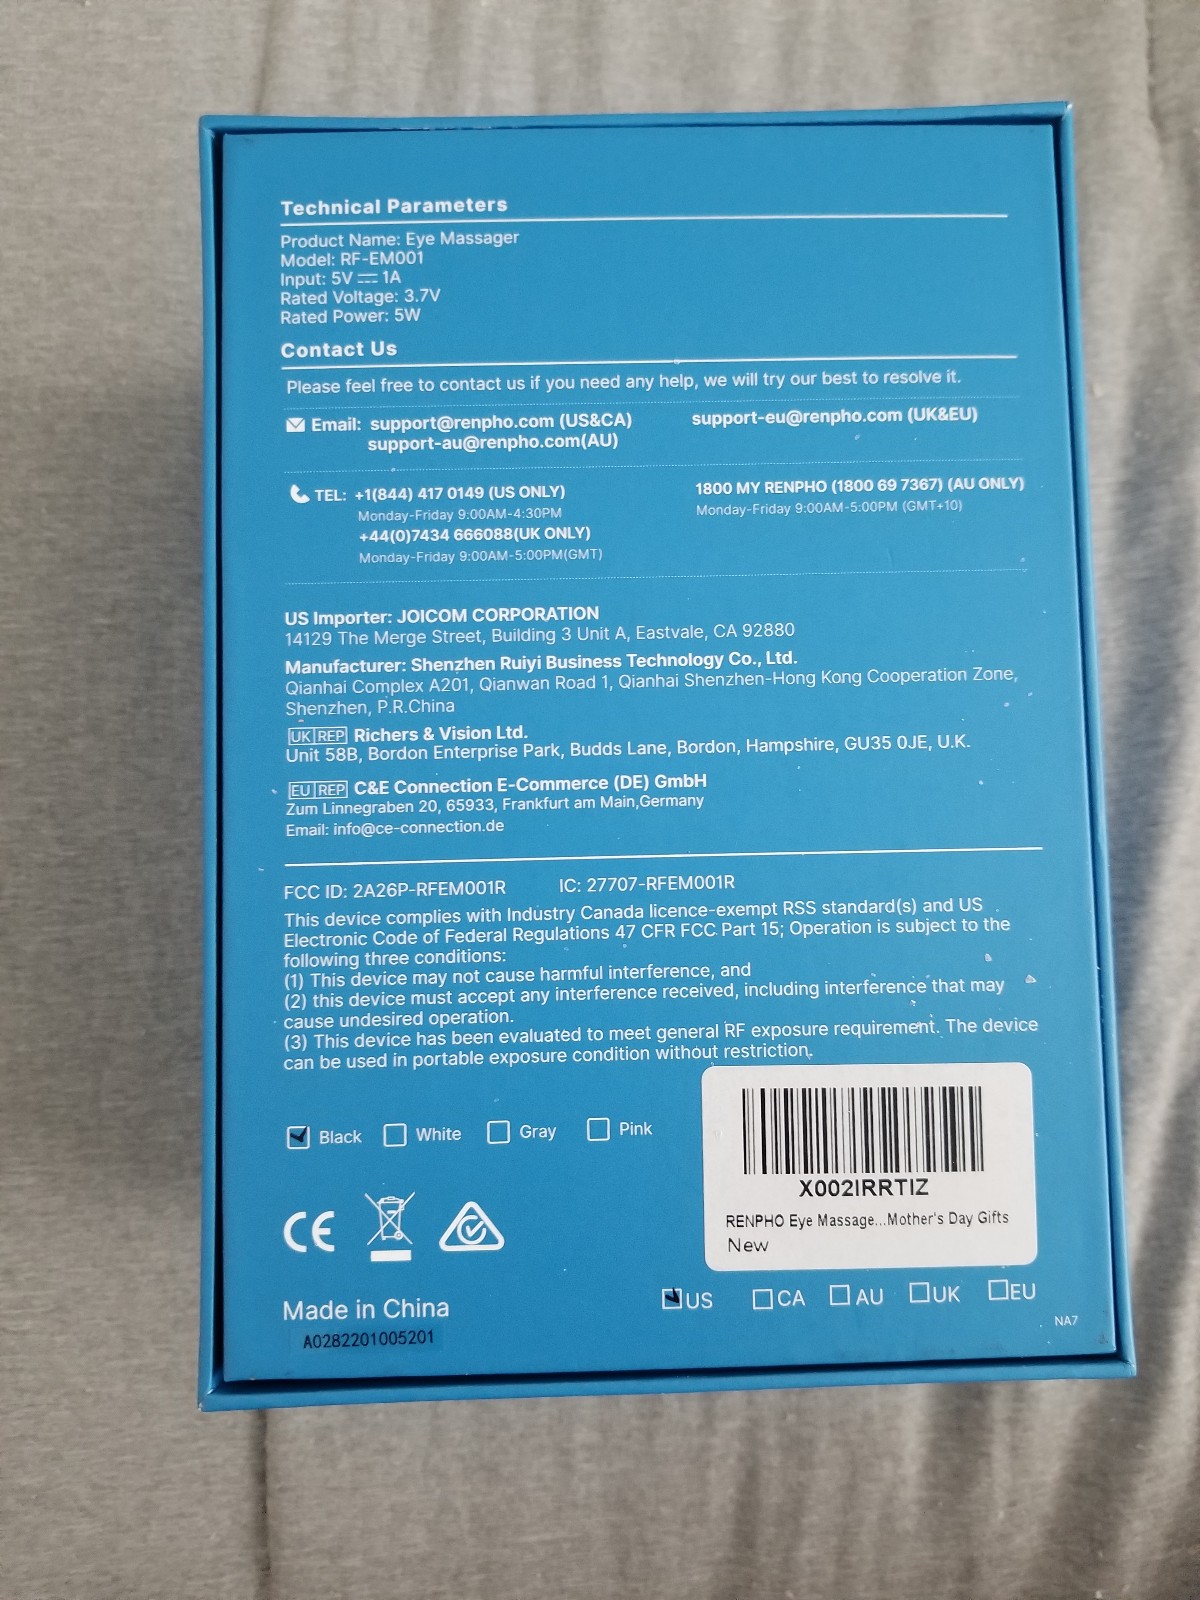 Technical Parameters
Product Name: Eye Massager
Model: RF-EM001
Input: 5V ⎓ 1A
Rated Voltage: 3.7V
Rated Power: 5W
Contact Us
Please feel free to contact us if you need any help, we will try our best to resolve it.
Email: support@renpho.com (US&CA) support-eu@renpho.com (UK&EU)
support-au@renpho.com(AU)
TEL: +1(844) 417 0149 (US ONLY) 1800 MY RENPHO (1800 69 7367) (AU ONLY)
Monday-Friday 9:00AM-4:30PM Monday-Friday 9:00AM-5:00PM (GMT+10)
+44(0)7434 666088(UK ONLY)
Monday-Friday 9:00AM-5:00PM(GMT)
US Importer: JOICOM CORPORATION
14129 The Merge Street, Building 3 Unit A, Eastvale, CA 92880
Manufacturer: Shenzhen Ruiyi Business Technology Co., Ltd.
Qianhai Complex A201, Qianwan Road 1, Qianhai Shenzhen-Hong Kong Cooperation Zone,
Shenzhen, P.R.China
UK REP Richers & Vision Ltd.
Unit 58B, Bordon Enterprise Park, Budds Lane, Bordon, Hampshire, GU35 0JE, U.K.
EU REP C&E Connection E-Commerce (DE) GmbH
Zum Linnegraben 20, 65933, Frankfurt am Main,Germany
Email: info@ce-connection.de
FCC ID: 2A26P-RFEM001R IC: 27707-RFEM001R
This device complies with Industry Canada licence-exempt RSS standard(s) and US
Electronic Code of Federal Regulations 47 CFR FCC Part 15; Operation is subject to the
following three conditions:
(1) This device may not cause harmful interference, and
(2) this device must accept any interference received, including interference that may
cause undesired operation.
(3) This device has been evaluated to meet general RF exposure requirement. The device
can be used in portable exposure condition without restriction.
Black White Gray Pink
X002IRRTIZ
RENPHO Eye Massage...Mother's Day Gifts
New
CE
US CA AU UK EU
Made in China
A0282201005201
NA7